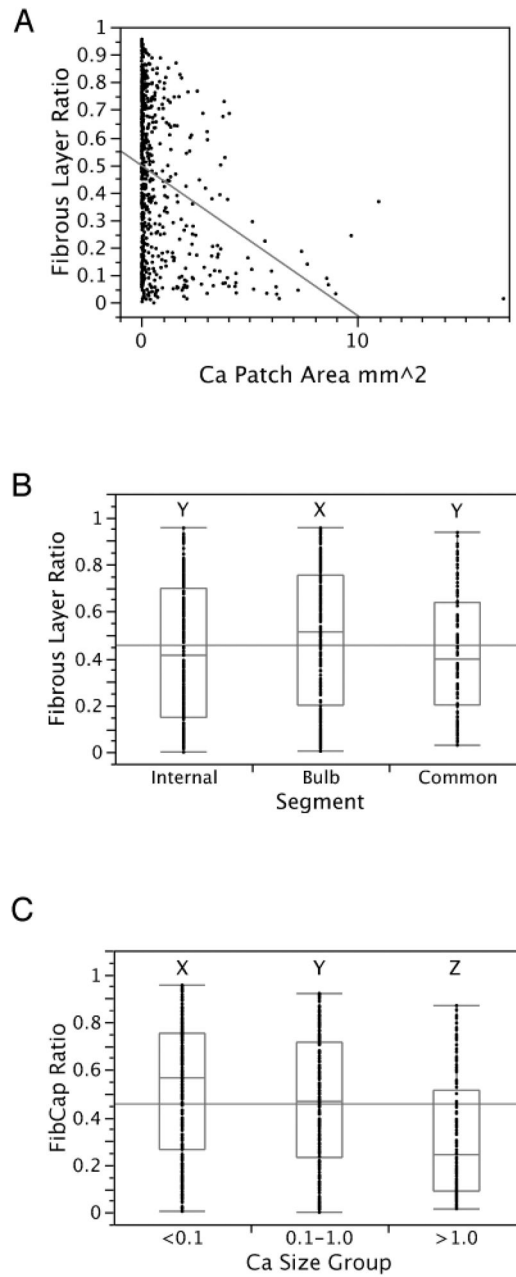 A
1
0.9
0.8
0.7
0.6
0.5
0.4
0.3
0.2
0.1
0
Fibrous Layer Ratio
0 10
Ca Patch Area mm^2
B
Y X Y
1
0.8
0.6
0.4
0.2
0
Fibrous Layer Ratio
Internal Bulb Common
Segment
C
X Y Z
1
0.8
0.6
0.4
0.2
0
FibCap Ratio
<0.1 0.1-1.0 >1.0
Ca Size Group